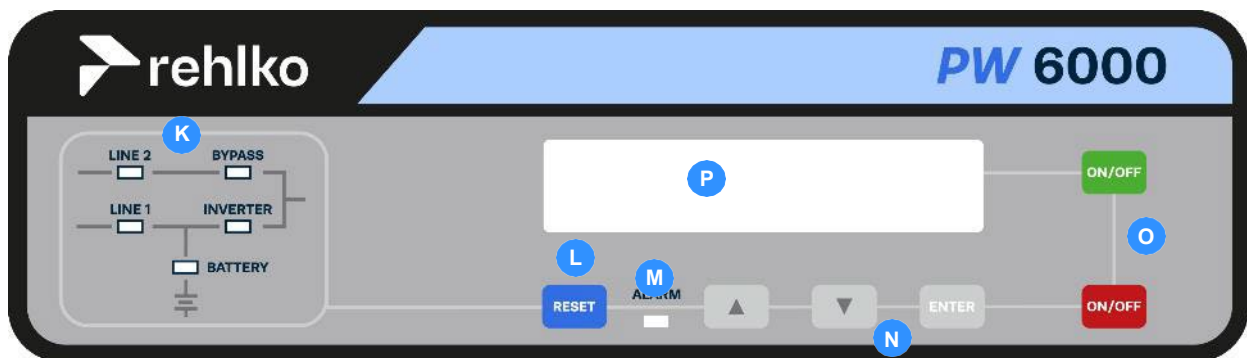 rehlko
PW 6000
K
LINE 2 BYPASS
P
ON/OFF
LINE 1 INVERTER
O
L
BATTERY
M
ALARM
RESET
ENTER
ON/OFF
N